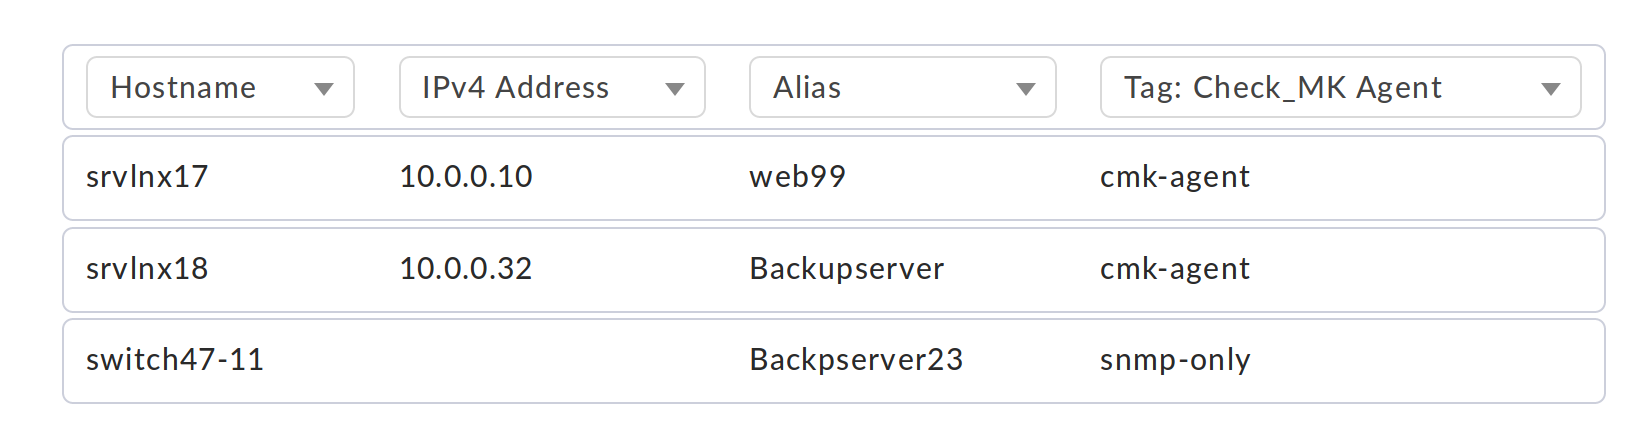 Hostname IPv4 Address Alias Tag: Check_MK Agent
srvlnx17 10.0.0.10 web99 cmk-agent
srvlnx18 10.0.0.32 Backupserver cmk-agent
switch47-11 Backpserver23 snmp-only